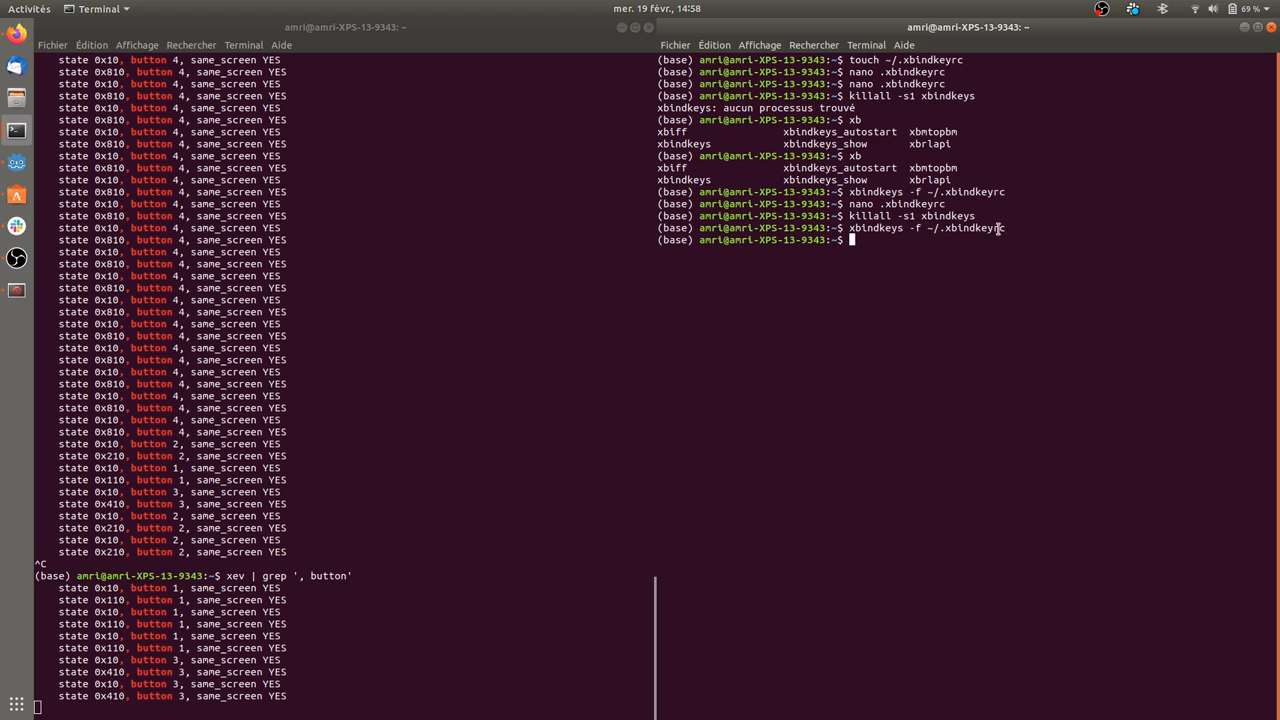 Activités
Terminal
mer. 19 févr., 14:58
69 %
amri@amri-XPS-13-9343: ~
Fichier Édition Affichage Rechercher Terminal Aide
state 0x10, button 4, same_screen YES
state 0x810, button 4, same_screen YES
state 0x10, button 4, same_screen YES
state 0x810, button 4, same_screen YES
state 0x10, button 4, same_screen YES
state 0x810, button 4, same_screen YES
state 0x10, button 4, same_screen YES
state 0x810, button 4, same_screen YES
state 0x10, button 4, same_screen YES
state 0x810, button 4, same_screen YES
state 0x10, button 4, same_screen YES
state 0x810, button 4, same_screen YES
state 0x10, button 4, same_screen YES
state 0x810, button 4, same_screen YES
state 0x10, button 4, same_screen YES
state 0x810, button 4, same_screen YES
state 0x10, button 4, same_screen YES
state 0x810, button 4, same_screen YES
state 0x10, button 4, same_screen YES
state 0x810, button 4, same_screen YES
state 0x10, button 4, same_screen YES
state 0x810, button 4, same_screen YES
state 0x10, button 4, same_screen YES
state 0x810, button 4, same_screen YES
state 0x10, button 4, same_screen YES
state 0x810, button 4, same_screen YES
state 0x10, button 4, same_screen YES
state 0x810, button 4, same_screen YES
state 0x10, button 4, same_screen YES
state 0x810, button 4, same_screen YES
state 0x10, button 4, same_screen YES
state 0x810, button 4, same_screen YES
state 0x10, button 2, same_screen YES
state 0x210, button 2, same_screen YES
state 0x10, button 1, same_screen YES
state 0x110, button 1, same_screen YES
state 0x10, button 3, same_screen YES
state 0x410, button 3, same_screen YES
state 0x10, button 2, same_screen YES
state 0x210, button 2, same_screen YES
state 0x10, button 2, same_screen YES
state 0x210, button 2, same_screen YES
^C
(base) amri@amri-XPS-13-9343:~$ xev | grep ', button'
state 0x10, button 1, same_screen YES
state 0x110, button 1, same_screen YES
state 0x10, button 1, same_screen YES
state 0x110, button 1, same_screen YES
state 0x10, button 1, same_screen YES
state 0x110, button 1, same_screen YES
state 0x10, button 3, same_screen YES
state 0x410, button 3, same_screen YES
state 0x10, button 3, same_screen YES
state 0x410, button 3, same_screen YES
amri@amri-XPS-13-9343: ~
Fichier Édition Affichage Rechercher Terminal Aide
(base) amri@amri-XPS-13-9343:~$ touch ~/.xbindkeyrc
(base) amri@amri-XPS-13-9343:~$ nano .xbindkeyrc
(base) amri@amri-XPS-13-9343:~$ nano .xbindkeyrc
(base) amri@amri-XPS-13-9343:~$ killall -s1 xbindkeys
xbindkeys: aucun processus trouvé
(base) amri@amri-XPS-13-9343:~$ xb
xbiff xbindkeys_autostart xbmtopbm
xbindkeys xbindkeys_show xbrlapi
(base) amri@amri-XPS-13-9343:~$ xb
xbiff xbindkeys_autostart xbmtopbm
xbindkeys xbindkeys_show xbrlapi
(base) amri@amri-XPS-13-9343:~$ xbindkeys -f ~/.xbindkeyrc
(base) amri@amri-XPS-13-9343:~$ nano .xbindkeyrc
(base) amri@amri-XPS-13-9343:~$ killall -s1 xbindkeys
(base) amri@amri-XPS-13-9343:~$ xbindkeys -f ~/.xbindkeyrc
(base) amri@amri-XPS-13-9343:~$